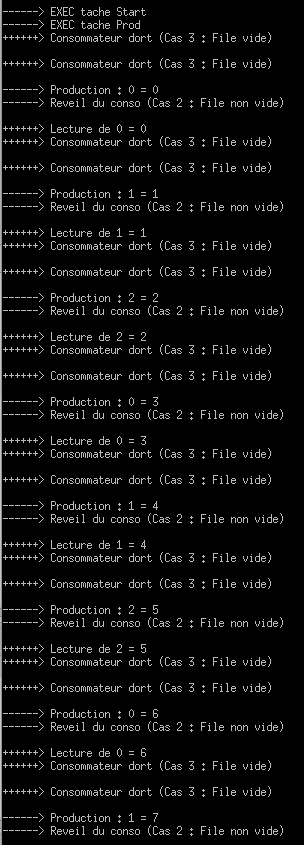 ------> EXEC tache Start
------> EXEC tache Prod
++++++> Consommateur dort (Cas 3 : File vide)
++++++> Consommateur dort (Cas 3 : File vide)
------> Production : 0 = 0
------> Reveil du conso (Cas 2 : File non vide)
++++++> Lecture de 0 = 0
++++++> Consommateur dort (Cas 3 : File vide)
++++++> Consommateur dort (Cas 3 : File vide)
------> Production : 1 = 1
------> Reveil du conso (Cas 2 : File non vide)
++++++> Lecture de 1 = 1
++++++> Consommateur dort (Cas 3 : File vide)
++++++> Consommateur dort (Cas 3 : File vide)
------> Production : 2 = 2
------> Reveil du conso (Cas 2 : File non vide)
++++++> Lecture de 2 = 2
++++++> Consommateur dort (Cas 3 : File vide)
++++++> Consommateur dort (Cas 3 : File vide)
------> Production : 0 = 3
------> Reveil du conso (Cas 2 : File non vide)
++++++> Lecture de 0 = 3
++++++> Consommateur dort (Cas 3 : File vide)
++++++> Consommateur dort (Cas 3 : File vide)
------> Production : 1 = 4
------> Reveil du conso (Cas 2 : File non vide)
++++++> Lecture de 1 = 4
++++++> Consommateur dort (Cas 3 : File vide)
++++++> Consommateur dort (Cas 3 : File vide)
------> Production : 2 = 5
------> Reveil du conso (Cas 2 : File non vide)
++++++> Lecture de 2 = 5
++++++> Consommateur dort (Cas 3 : File vide)
++++++> Consommateur dort (Cas 3 : File vide)
------> Production : 0 = 6
------> Reveil du conso (Cas 2 : File non vide)
++++++> Lecture de 0 = 6
++++++> Consommateur dort (Cas 3 : File vide)
++++++> Consommateur dort (Cas 3 : File vide)
------> Production : 1 = 7
------> Reveil du conso (Cas 2 : File non vide)